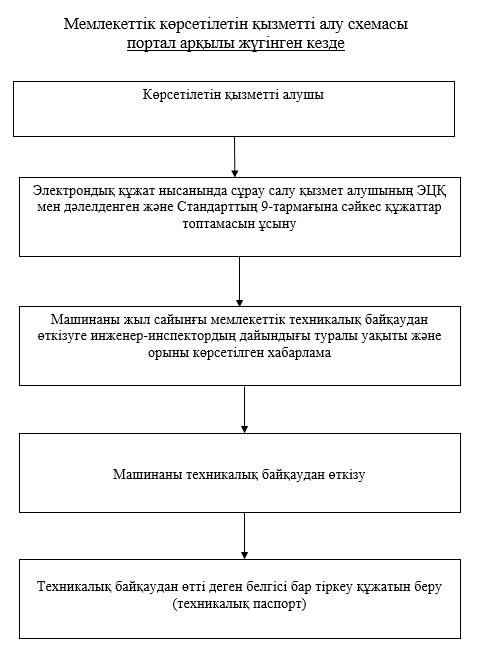 Мемлекеттік көрсетілетін қызметті алу схемасы
портал арқылы жүгінген кезде
Көрсетілетін қызметті алушы
Электрондық құжат нысанында сұрау салу қызмет алушының ЭЦҚ
мен дәлелденген және Стандарттың 9-тармағына сәйкес құжаттар
топтамасын ұсыну
Машинаны жыл сайынғы мемлекеттік техникалық байқаудан
өткізуге инженер-инспектордың дайындығы туралы уақыты және
орыны көрсетілген хабарлама
Машинаны техникалық байқаудан өткізу
Техникалық байқаудан өтті деген белгісі бар тіркеу құжатын беру
(техникалық паспорт)